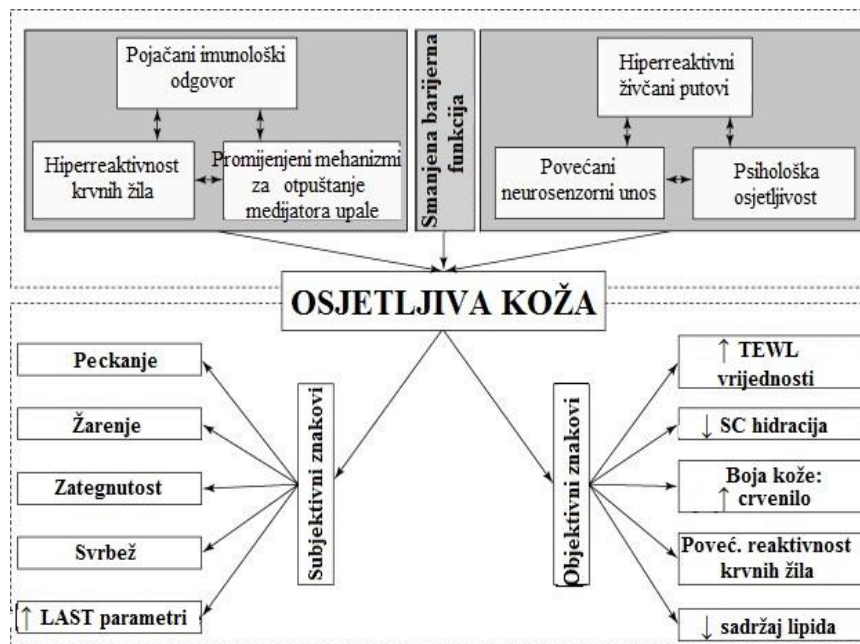 Pojačani imunološki
odgovor
Hiperreaktivnost
krvnih žila
Promijenjeni mehanizmi
za otpuštanje
medijatora upale
Smanjena barijerna
funkcija
Hiperreaktivni
živčani putovi
Povećani
neurosenzorni unos
Psihološka
osjetljivost
OSJETLJIVA KOŽA
Subjektivni znakovi
Peckanje
Žarenje
Zategnutost
Svrbež
↑ LAST parametri
Objektivni znakovi
↑ TEWL
vrijednosti
↓ SC hidracija
Boja kože:
↑ crvenilo
Poveć. reaktivnost
krvnih žila
↓ sadržaj lipida